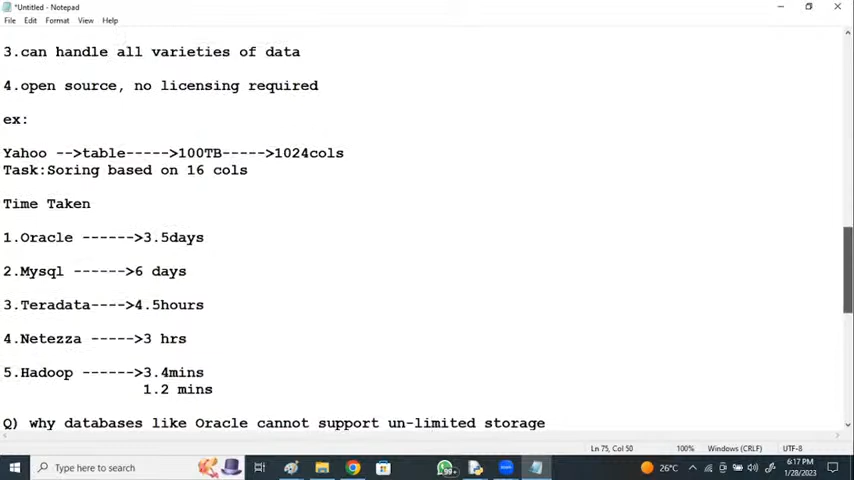 *Untitled - Notepad
File Edit Format View Help
3.can handle all varieties of data
4.open source, no licensing required
ex:
Yahoo -->table----->100TB----->1024cols
Task:Soring based on 16 cols
Time Taken
1.Oracle ------>3.5days
2.Mysql ------>6 days
3.Teradata---->4.5hours
4.Netezza ----->3 hrs
5.Hadoop ------>3.4mins
1.2 mins
Q) why databases like Oracle cannot support un-limited storage
Ln 75, Col 50 100% Windows (CRLF) UTF-8
Type here to search 99+ 26°C 6:17 PM
1/28/2023